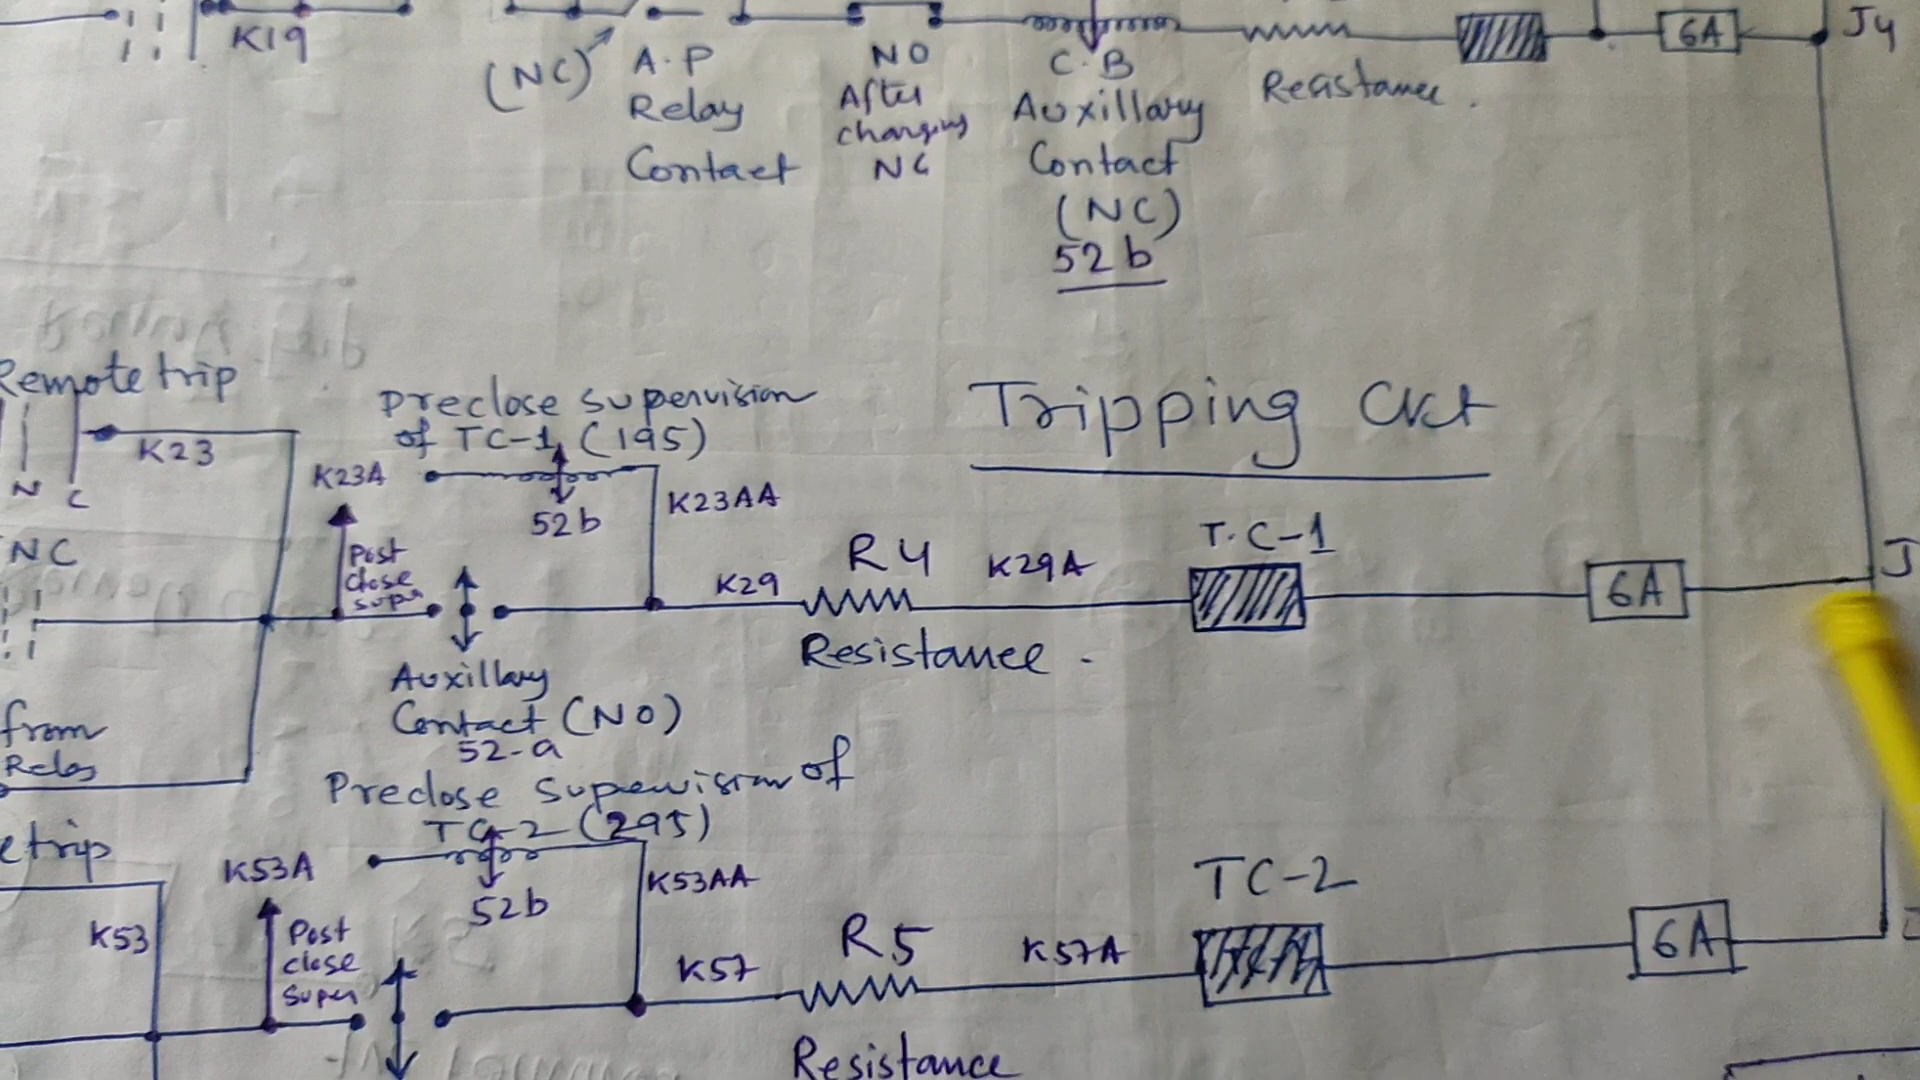 K19
(NC)
A.P
Relay
Contact
NO
After
changing
NC
C.B
Auxillary
Contact
(NC)
52b
Resistance.
6A
J4
Remote trip
K23
N C
NC
from
Preclose supervision
of TC-1 (195)
K23A
52b
K23AA
Post
close
supe
Auxillary
Contact (NO)
52-a
K29
R4
K29A
Resistance.
Tripping Ckt
T.C-1
6A
J
e trip
K53
Preclose Supervision of
TC-2 (295)
K53A
52b
K53AA
Post
close
Super
K57
R5
K57A
Resistance
TC-2
6A